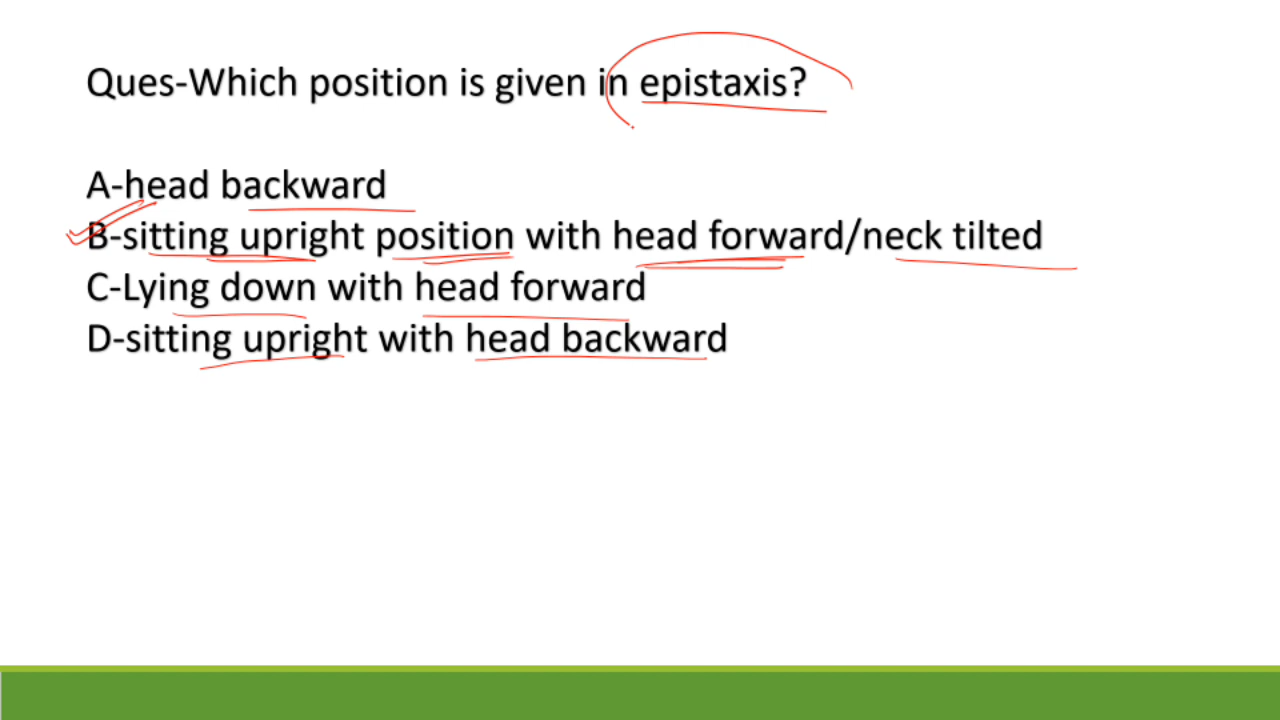 Ques-Which position is given in epistaxis?
A-head backward
B-sitting upright position with head forward/neck tilted
C-Lying down with head forward
D-sitting upright with head backward